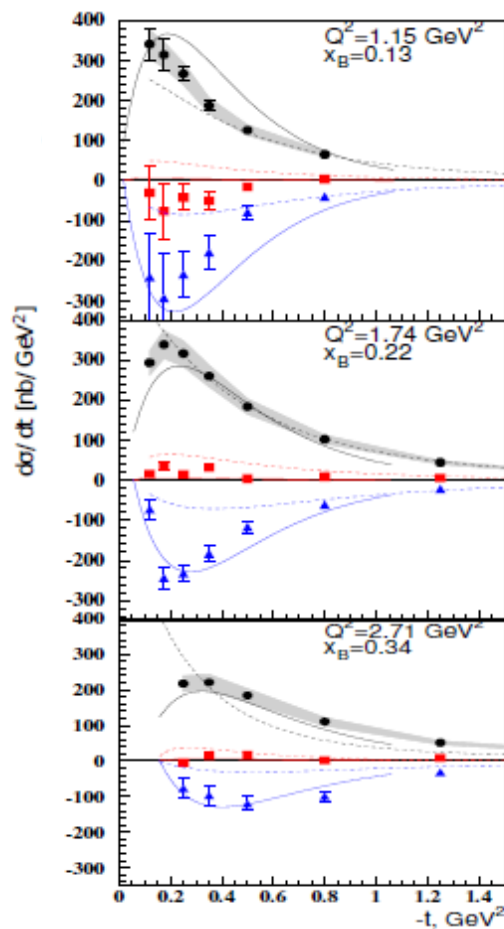 400
300
200
100
0
-100
-200
-300
Q²=1.15 GeV²
x_B=0.13
400
300
200
100
0
-100
-200
-300
Q²=1.74 GeV²
x_B=0.22
400
300
200
100
0
-100
-200
-300
Q²=2.71 GeV²
x_B=0.34
dσ/dt [nb/GeV²]
0 0.2 0.4 0.6 0.8 1 1.2 1.4
-t, GeV²